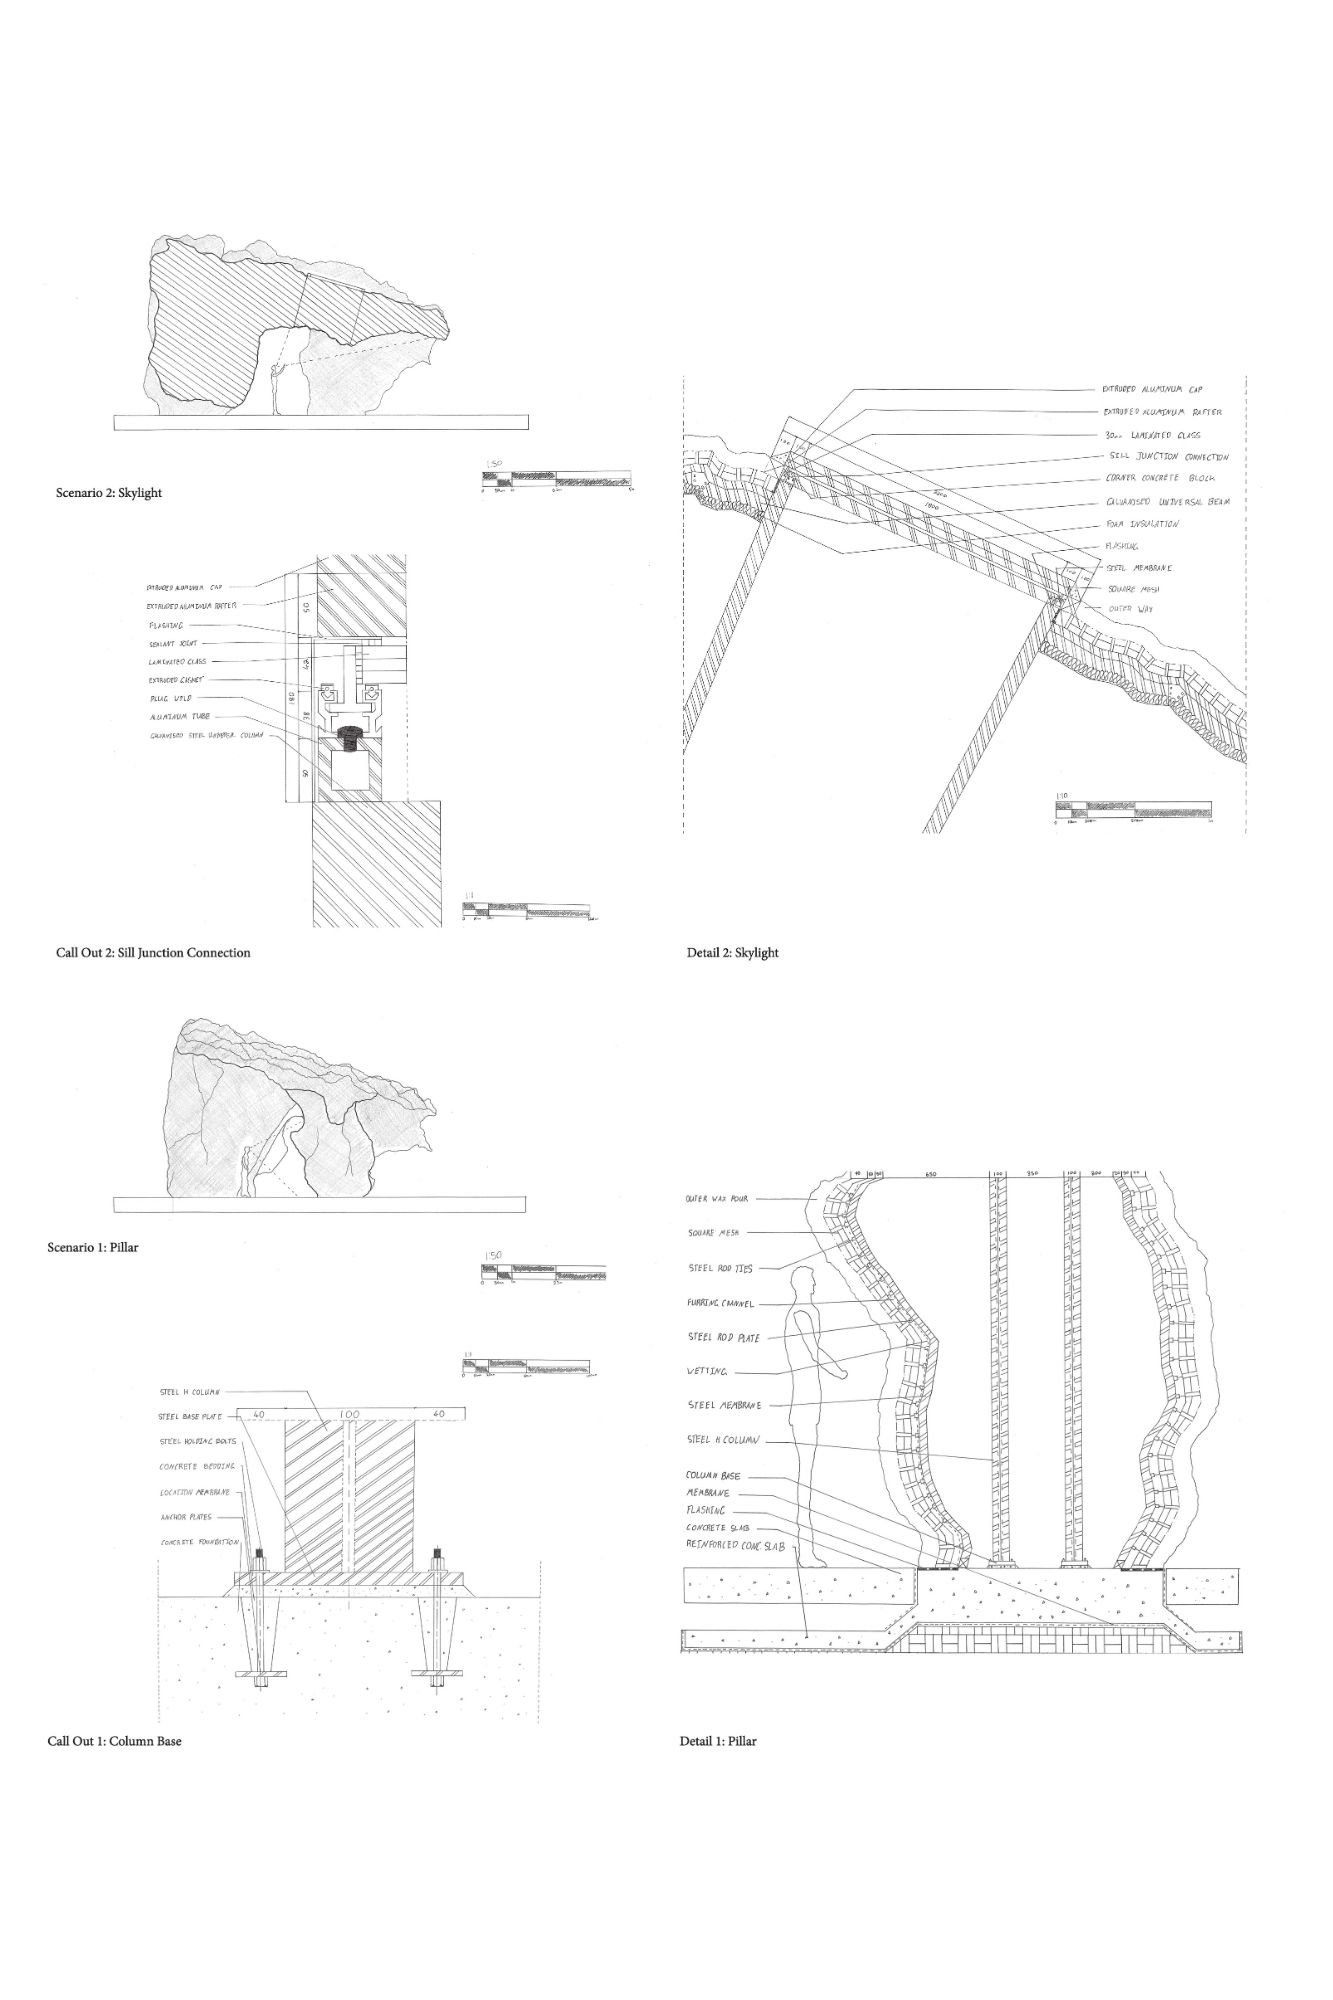 1:50
Scenario 2: Skylight
EXTRUDED ALUMINUM CAP
EXTRUDED ALUMINUM RAFTER
FLASHING
SEALANT JOINT
LAMINATED GLASS
EXTRUDED GASKET
PLUG WELD
ALUMINUM TUBE
GALVANISED STEEL COLUMN
50
42
180
38
50
1:1
Call Out 2: Sill Junction Connection
EXTRUDED ALUMINUM CAP
EXTRUDED ALUMINUM RAFTER
30mm LAMINATED GLASS
SILL JUNCTION CONNECTION
CORNER CONCRETE BLOCK
GALVANISED UNIVERSAL BEAM
FOAM INSULATION
FLASHING
STEEL MEMBRANE
SQUARE MESH
OUTER WAX
1800
1:10
Detail 2: Skylight
Scenario 1: Pillar
1:50
1:1
STEEL H COLUMN
STEEL BASE PLATE
STEEL HOLDING BOLTS
CONCRETE BEDDING
LOCATION MEMBRANE
ANCHOR PLATES
CONCRETE FOUNDATION
40 100 40
Call Out 1: Column Base
650 100 350 100 200
OUTER WAX POUR
SQUARE MESH
STEEL ROD TIES
FURRING CHANNEL
STEEL ROD PLATE
WETTING
STEEL MEMBRANE
STEEL H COLUMN
COLUMN BASE
MEMBRANE
FLASHING
CONCRETE SLAB
REINFORCED CONC. SLAB
Detail 1: Pillar